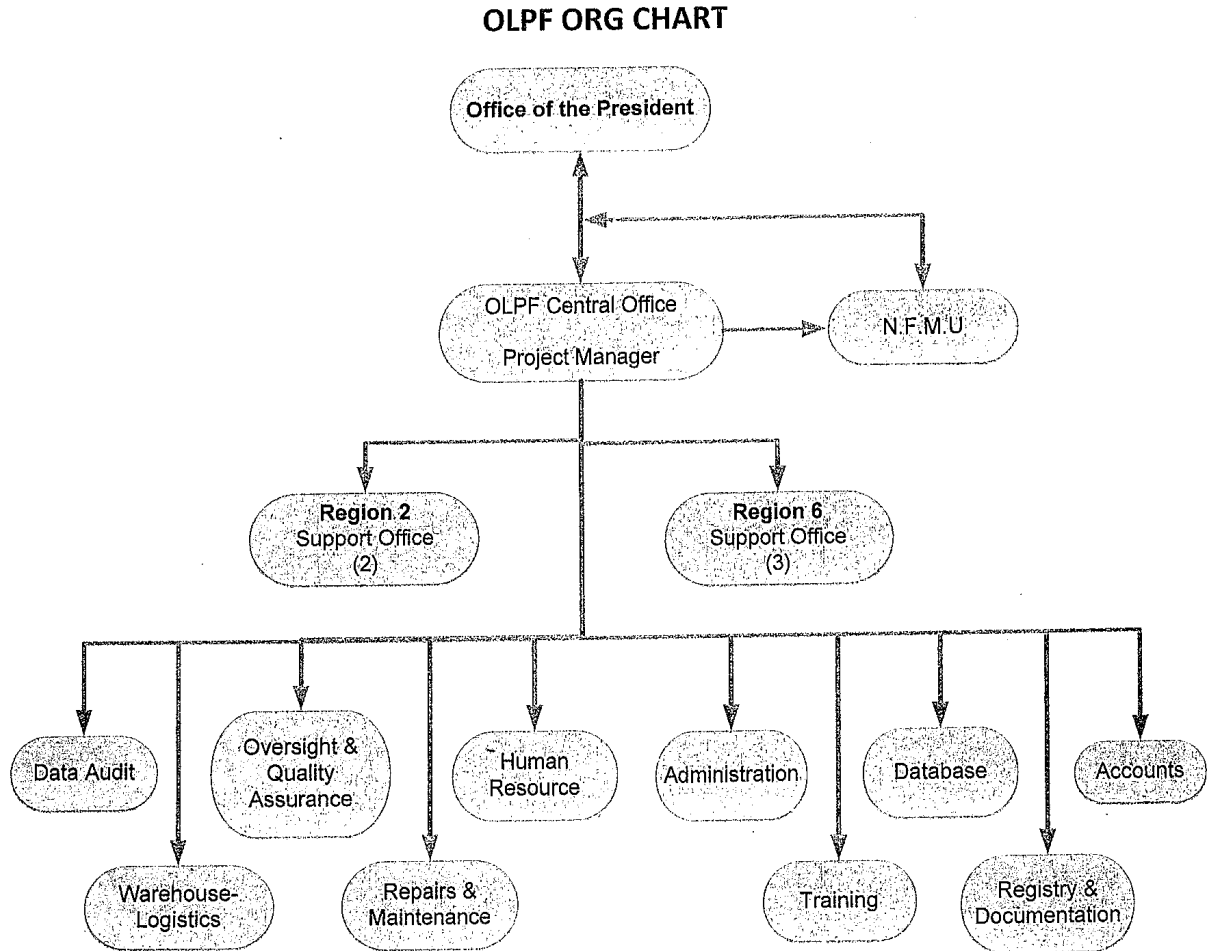 OLPF ORG CHART
Office of the President
OLPF Central Office
Project Manager
N.F.M.U
Region 2
Support Office
(2)
Region 6
Support Office
(3)
Data Audit
Oversight &
Quality
Assurance
Human
Resource
Administration
Database
Accounts
Warehouse-
Logistics
Repairs &
Maintenance
Training
Registry &
Documentation